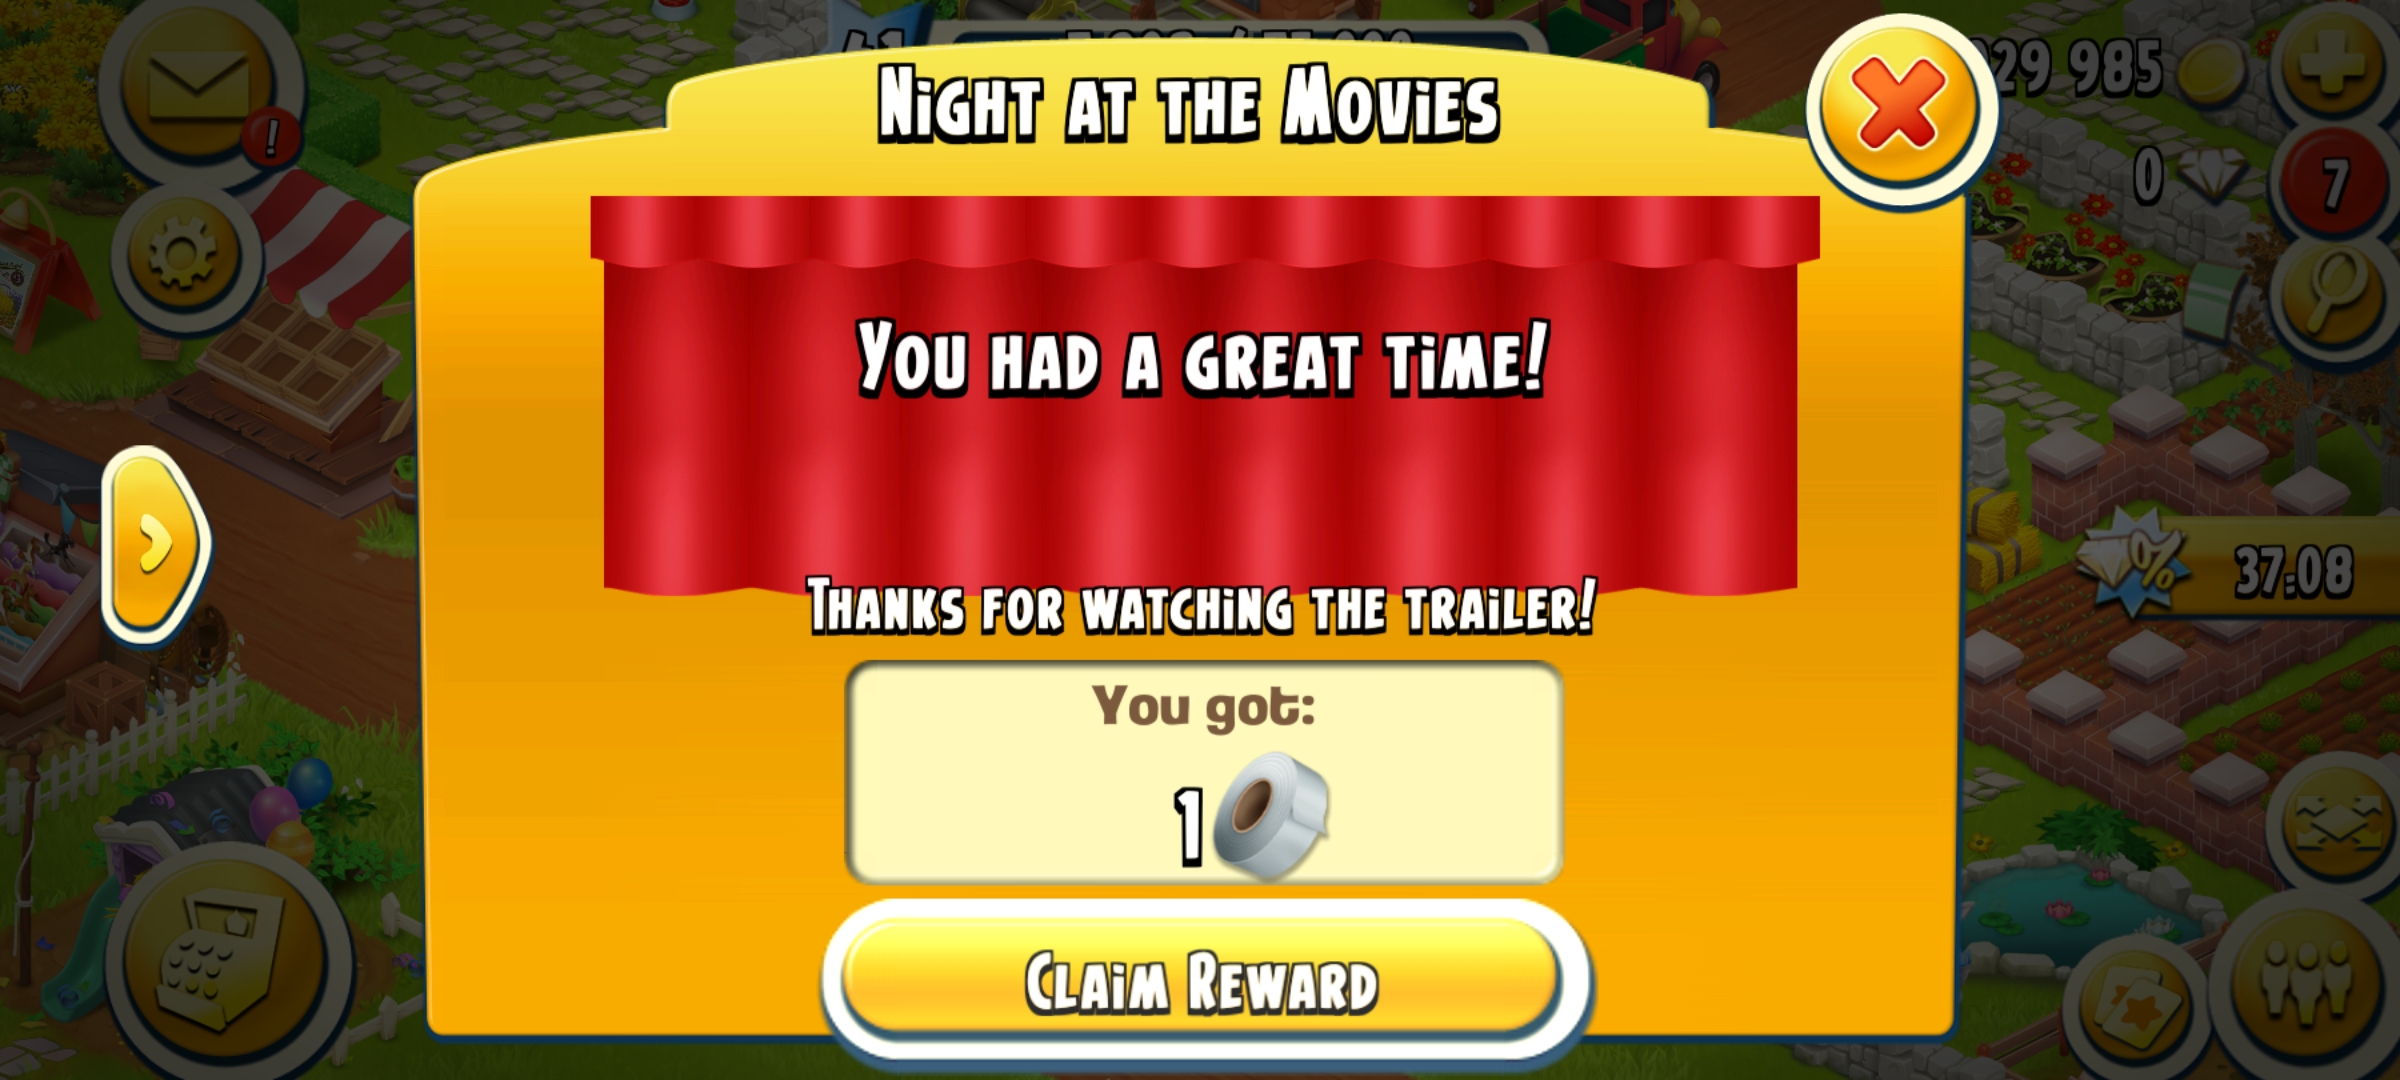 NiGHT AT THE MOViES
YOU HAD A GREAT TiME!
THANKS FOR WATCHiNG THE TRAiLER!
You got:
1
CLAiM REWARD
!
29 985
0
7
%
37:08